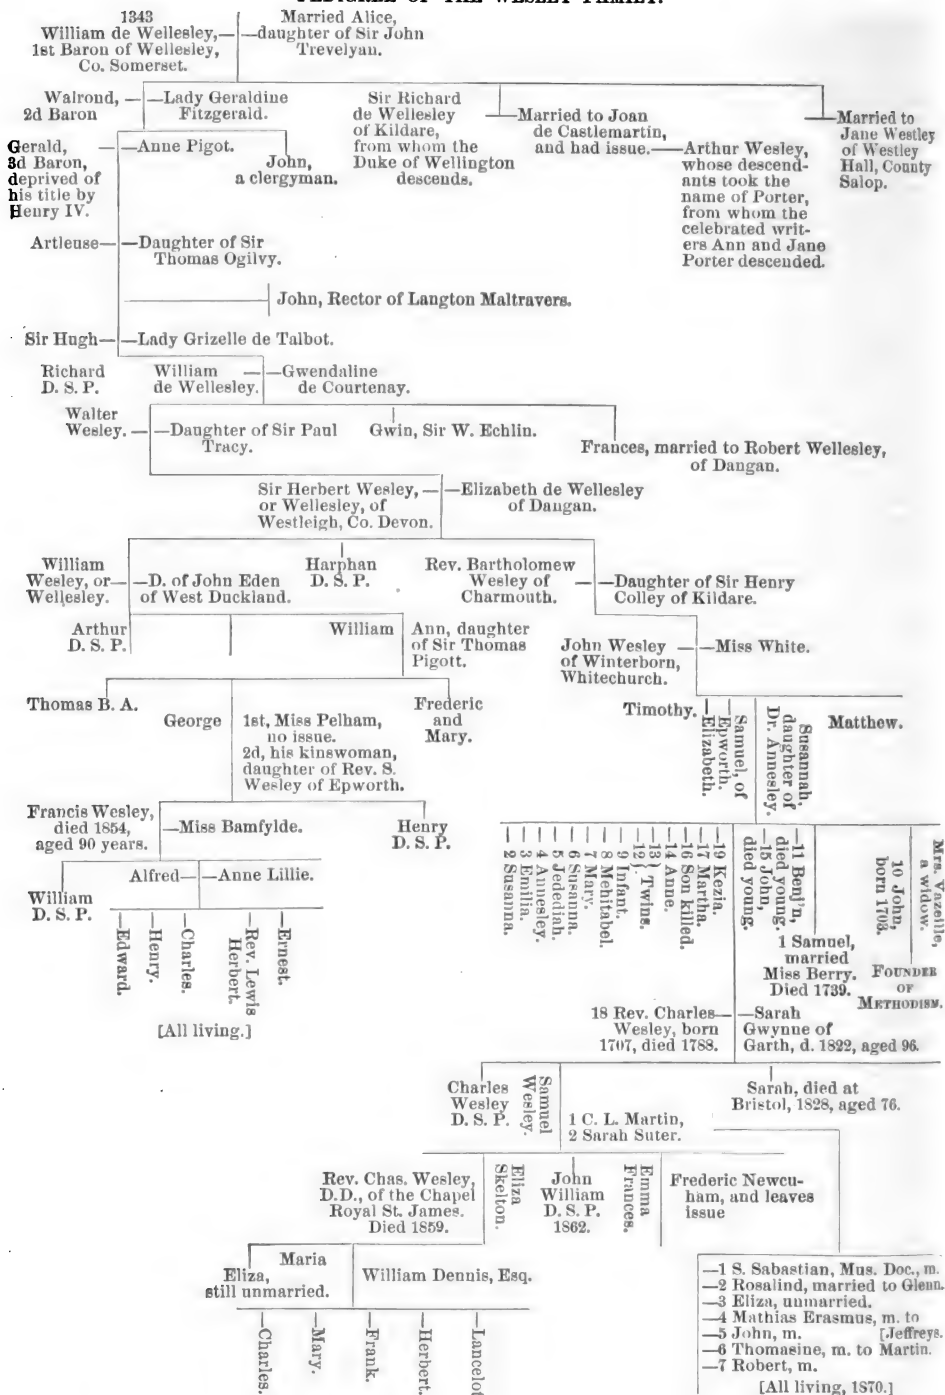 PEDIGREE OF THE WESLEY FAMILY.
1343
William de Wellesley,
1st Baron of Wellesley,
Co. Somerset.
Married Alice,
daughter of Sir John
Trevelyan.
Walrond,
2d Baron
Lady Geraldine
Fitzgerald.
Sir Richard
de Wellesley
of Kildare,
from whom the
Duke of Wellington
descends.
Married to Joan
de Castlemartin,
and had issue.
Arthur Wesley,
whose descend-
ants took the
name of Porter,
from whom the
celebrated writ-
ers Ann and Jane
Porter descended.
Married to
Jane Westley
of Westley
Hall, County
Salop.
Gerald,
3d Baron,
deprived of
his title by
Henry IV.
Anne Pigot.
John,
a clergyman.
Artleuse
Daughter of Sir
Thomas Ogilvy.
John, Rector of Langton Maltravers.
Sir Hugh
Lady Grizelle de Talbot.
Richard
D. S. P.
William
de Wellesley.
Gwendaline
de Courtenay.
Walter
Wesley.
Daughter of Sir Paul
Tracy.
Gwin, Sir W. Echlin.
Frances, married to Robert Wellesley,
of Dangan.
Sir Herbert Wesley,
or Wellesley, of
Westleigh, Co. Devon.
Elizabeth de Wellesley
of Dangan.
William
Wesley, or
Wellesley.
D. of John Eden
of West Duckland.
Harphan
D. S. P.
Rev. Bartholomew
Wesley of
Charmouth.
Daughter of Sir Henry
Colley of Kildare.
Arthur
D. S. P.
William
Ann, daughter
of Sir Thomas
Pigott.
John Wesley
of Winterborn,
Whitechurch.
Miss White.
Thomas B. A.
George
1st, Miss Pelham,
no issue.
2d, his kinswoman,
daughter of Rev. S.
Wesley of Epworth.
Frederic
and
Mary.
Timothy.
Elizabeth.
Samuel, of
Epworth.
Susannah,
daughter of
Dr. Annesley.
Matthew.
Francis Wesley,
died 1854,
aged 90 years.
Miss Bamfylde.
Henry
D. S. P.
William
D. S. P.
Alfred
Anne Lillie.
Edward.
Henry.
Charles.
Rev. Lewis
Herbert.
Ernest.
[All living.]
2 Susanna.
3 Emilia.
4 Annesley.
5 Jedediah.
6 Susanna.
7 Mary.
8 Mehitabel.
9 Infant.
12 }
13 } Twins.
14 Anne.
16 Son killed.
17 Martha.
19 Kezia.
15 John,
died young.
11 Benj'n,
died young.
1 Samuel,
married
Miss Berry.
Died 1739.
10 John,
born 1703.
FOUNDER
OF
METHODISM.
Mrs. Vazeille,
a widow.
18 Rev. Charles
Wesley, born
1707, died 1788.
Sarah
Gwynne of
Garth, d. 1822, aged 96.
Charles
Wesley
D. S. P.
Samuel
Wesley.
1 C. L. Martin,
2 Sarah Suter.
Sarah, died at
Bristol, 1828, aged 76.
Rev. Chas. Wesley,
D.D., of the Chapel
Royal St. James.
Died 1859.
Eliza
Skelton.
John
William
D. S. P.
1862.
Emma
Frances.
Frederic Newcu-
ham, and leaves
issue
Eliza,
still unmarried.
Maria
William Dennis, Esq.
Charles.
Mary.
Frank.
Herbert.
Lancelot
1 S. Sabastian, Mus. Doc., m.
2 Rosalind, married to Glenn.
3 Eliza, unmarried.
4 Mathias Erasmus, m. to
5 John, m. [Jeffreys.
6 Thomasine, m. to Martin.
7 Robert, m.
[All living, 1870.]